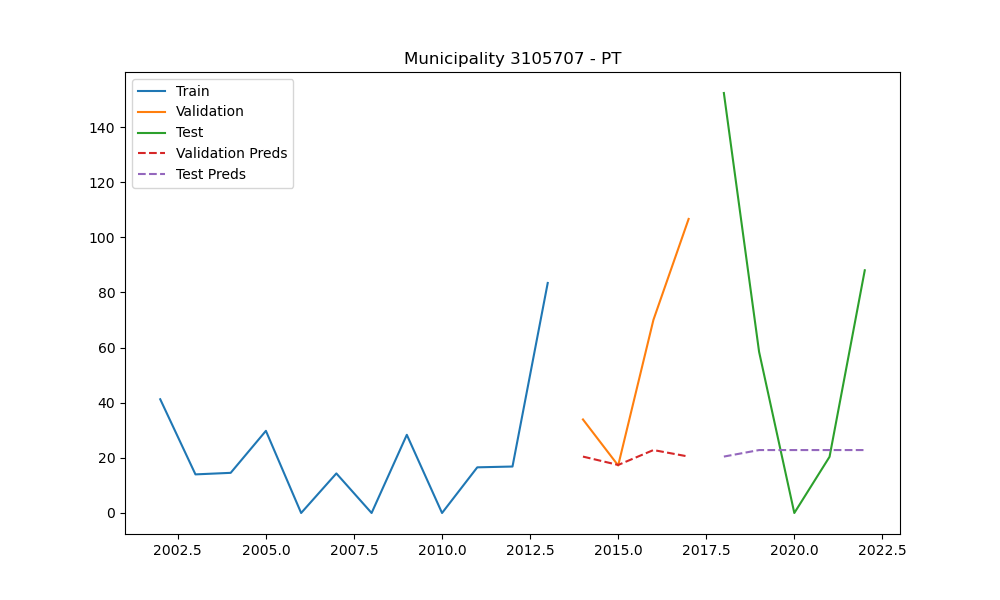 Municipality 3105707 - PT
Train
Validation
Test
Validation Preds
Test Preds
140
120
100
80
60
40
20
0
2002.5 2005.0 2007.5 2010.0 2012.5 2015.0 2017.5 2020.0 2022.5